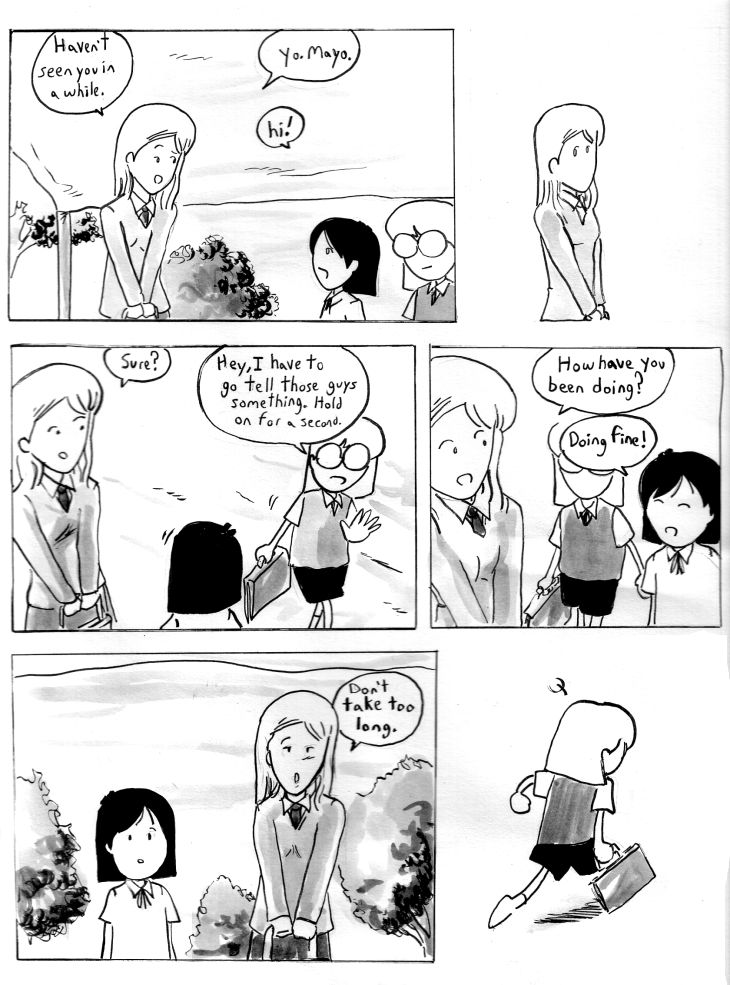 Yo. Mayo.
hi!
Haven't
seen you in
a while.
How have you
been doing?
Doing fine!
Hey, I have to
go tell those guys
something. Hold
on for a second.
Sure?
Don't
take too
long.